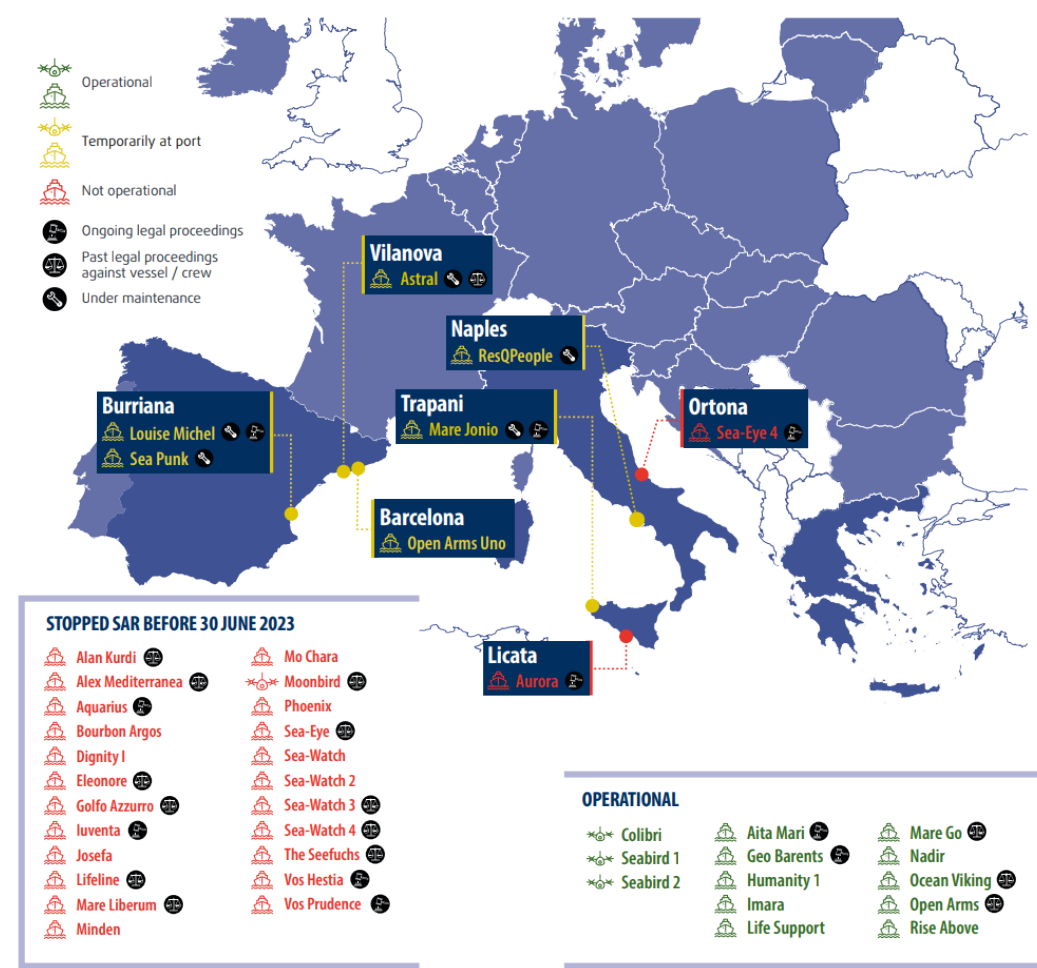 Operational
Temporarily at port
Not operational
Ongoing legal proceedings
Past legal proceedings
against vessel / crew
Under maintenance
Vilanova
Astral
Naples
ResQPeople
Burriana
Louise Michel
Sea Punk
Trapani
Mare Jonio
Ortona
Sea-Eye 4
Barcelona
Open Arms Uno
Licata
Aurora
STOPPED SAR BEFORE 30 JUNE 2023
Alan Kurdi
Alex Mediterranea
Aquarius
Bourbon Argos
Dignity I
Eleonore
Golfo Azzurro
Iuventa
Josefa
Lifeline
Mare Liberum
Minden
Mo Chara
Moonbird
Phoenix
Sea-Eye
Sea-Watch
Sea-Watch 2
Sea-Watch 3
Sea-Watch 4
The Seefuchs
Vos Hestia
Vos Prudence
OPERATIONAL
Colibri
Seabird 1
Seabird 2
Aita Mari
Geo Barents
Humanity 1
Imara
Life Support
Mare Go
Nadir
Ocean Viking
Open Arms
Rise Above